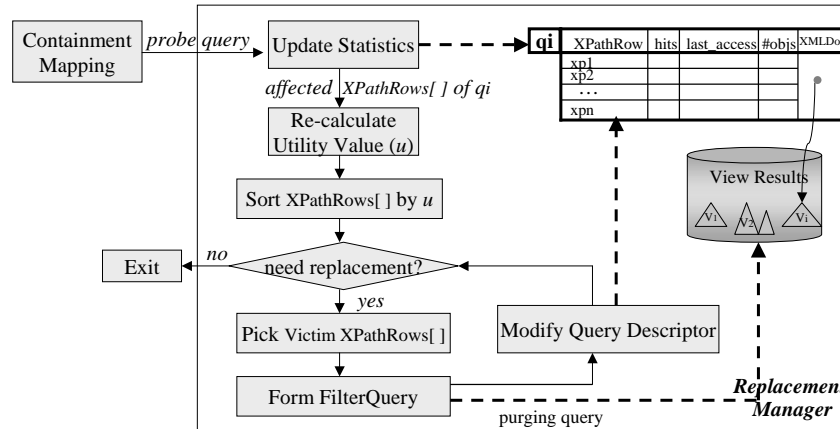 Containment
Mapping
probe query
Update Statistics
qi
XPathRow hits last_access #objs XMLDo
xp1
xp2
...
xpn
affected XPathRows[ ] of qi
Re-calculate
Utility Value (u)
Sort XPathRows[ ] by u
View Results
V1 V2 Vi
Exit
no
need replacement?
yes
Pick Victim XPathRows[ ]
Modify Query Descriptor
Form FilterQuery
purging query
Replacemen
Manager